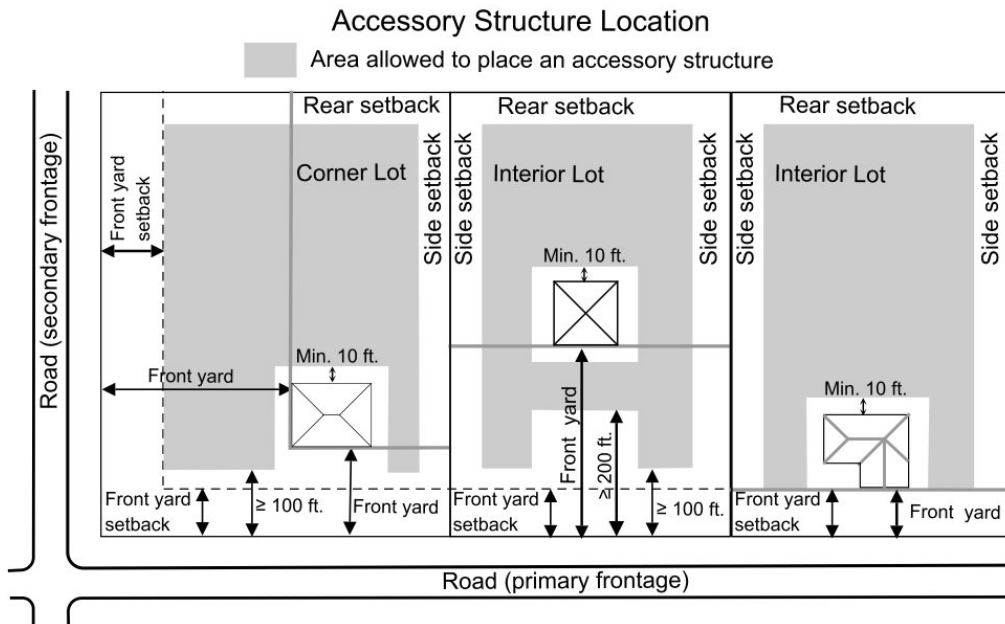 Accessory Structure Location
Area allowed to place an accessory structure
Road (secondary frontage)
Rear setback
Corner Lot
Side setback
Front yard
setback
Min. 10 ft.
Front yard
Front yard
setback
≥ 100 ft.
Front yard
Rear setback
Side setback
Interior Lot
Side setback
Min. 10 ft.
Front yard
≥ 200 ft.
Front yard
setback
≥ 100 ft.
Rear setback
Side setback
Interior Lot
Side setback
Min. 10 ft.
Front yard
setback
Front yard
Road (primary frontage)